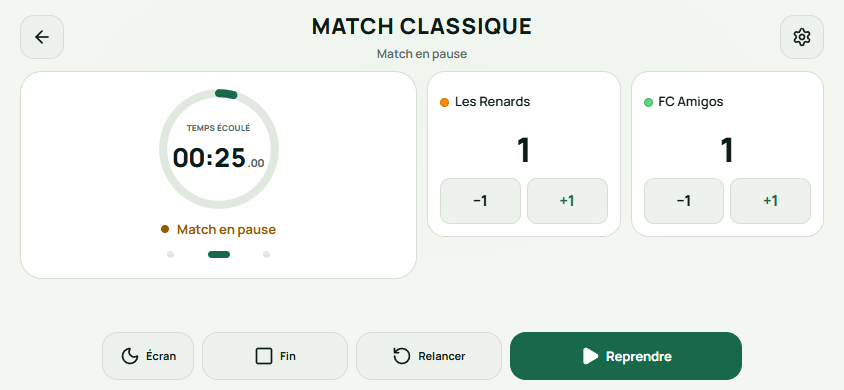 MATCH CLASSIQUE
Match en pause
TEMPS ÉCOULÉ
00:25.00
Match en pause
Les Renards
1
−1
+1
FC Amigos
1
−1
+1
Écran
Fin
Relancer
Reprendre